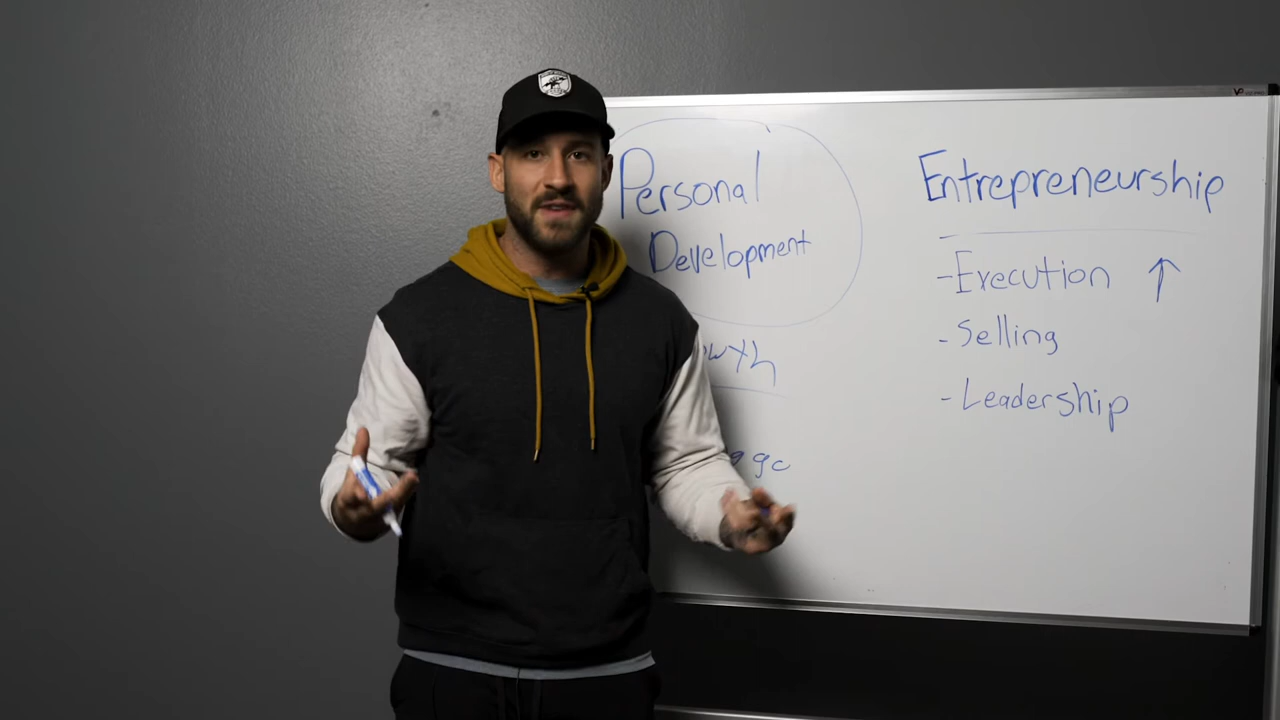 Personal
Development
Entrepreneurship
-Execution ↑
-Selling
-Leadership